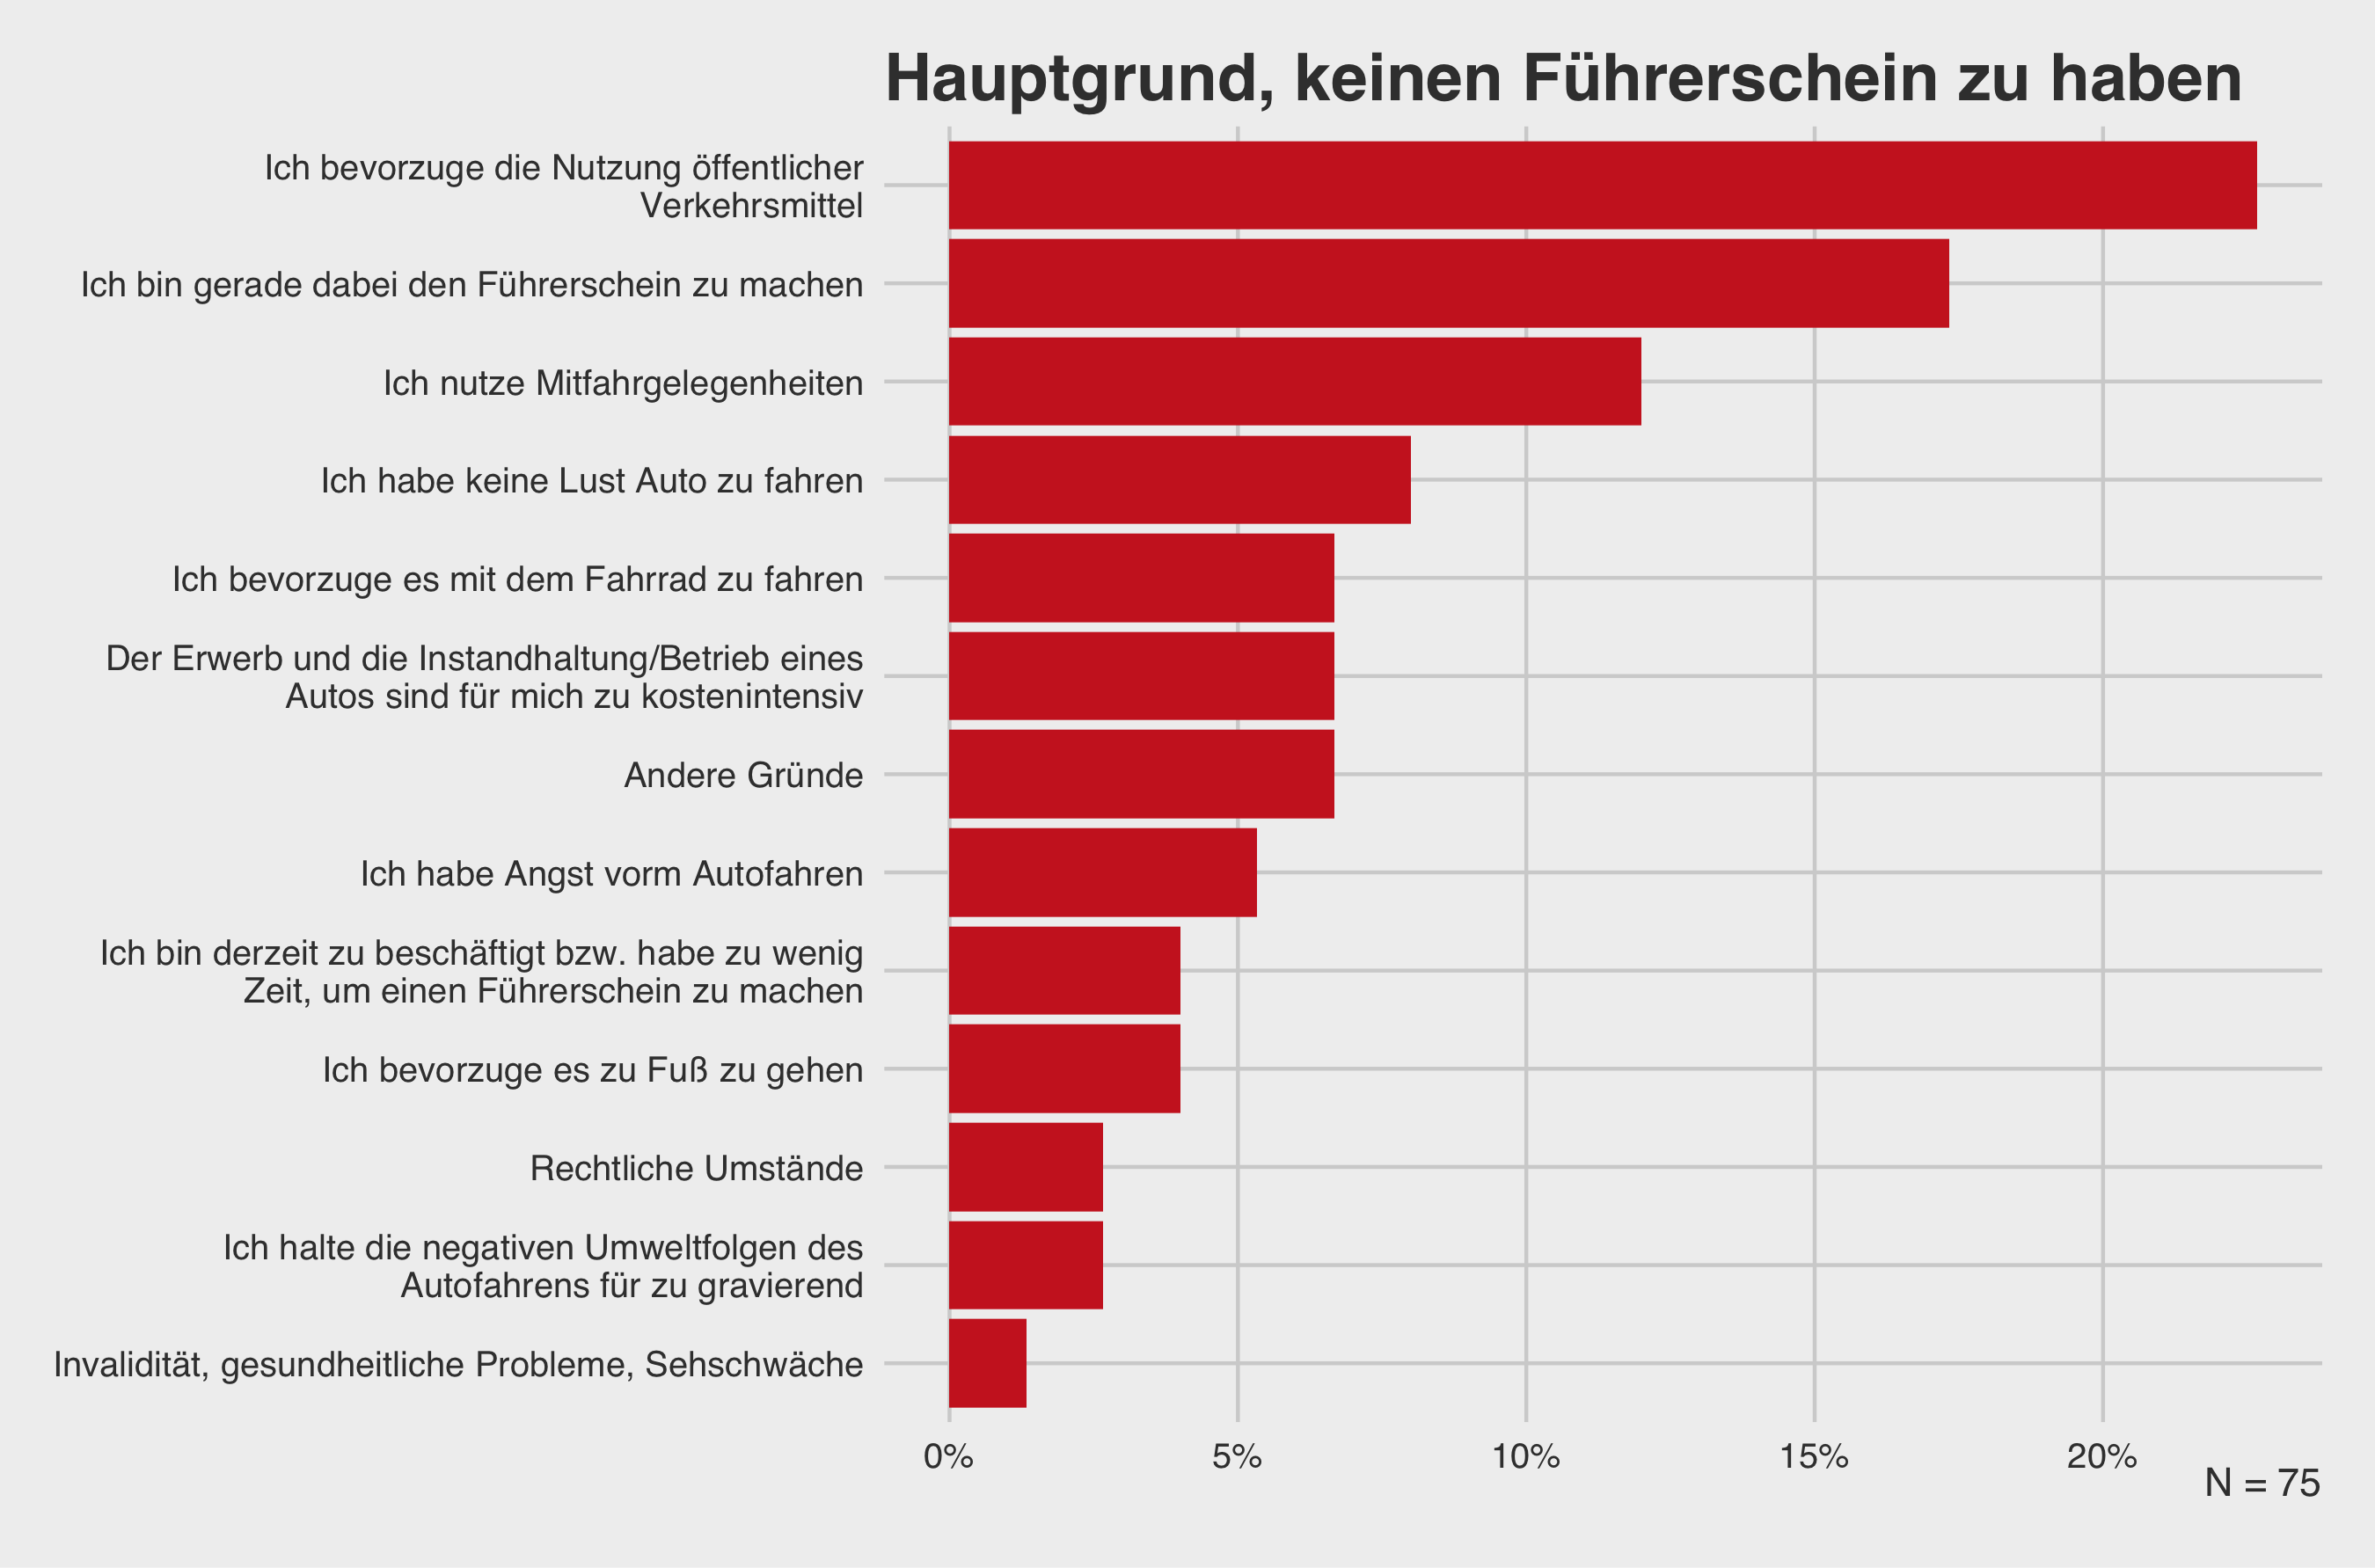 Hauptgrund, keinen Führerschein zu haben
Ich bevorzuge die Nutzung öffentlicher
Verkehrsmittel
Ich bin gerade dabei den Führerschein zu machen
Ich nutze Mitfahrgelegenheiten
Ich habe keine Lust Auto zu fahren
Ich bevorzuge es mit dem Fahrrad zu fahren
Der Erwerb und die Instandhaltung/Betrieb eines
Autos sind für mich zu kostenintensiv
Andere Gründe
Ich habe Angst vorm Autofahren
Ich bin derzeit zu beschäftigt bzw. habe zu wenig
Zeit, um einen Führerschein zu machen
Ich bevorzuge es zu Fuß zu gehen
Rechtliche Umstände
Ich halte die negativen Umweltfolgen des
Autofahrens für zu gravierend
Invalidität, gesundheitliche Probleme, Sehschwäche
0% 5% 10% 15% 20%
N = 75